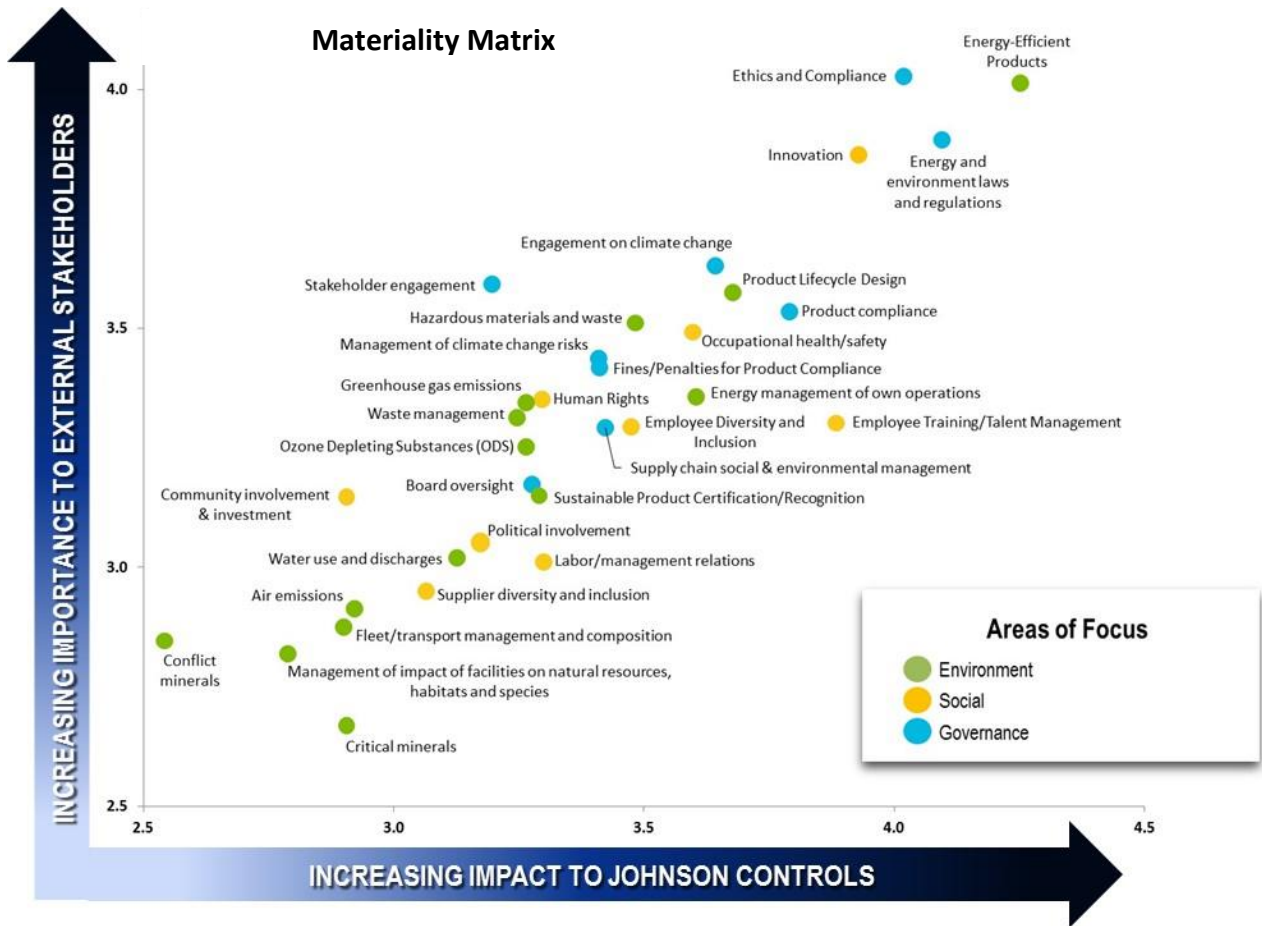 Materiality Matrix
INCREASING IMPORTANCE TO EXTERNAL STAKEHOLDERS
4.0
3.5
3.0
2.5
Energy-Efficient
Products
Ethics and Compliance
Innovation
Energy and
environment laws
and regulations
Engagement on climate change
Stakeholder engagement
Product Lifecycle Design
Product compliance
Hazardous materials and waste
Occupational health/safety
Management of climate change risks
Fines/Penalties for Product Compliance
Greenhouse gas emissions
Human Rights
Energy management of own operations
Waste management
Employee Diversity and
Inclusion
Employee Training/Talent Management
Ozone Depleting Substances (ODS)
Supply chain social & environmental management
Board oversight
Sustainable Product Certification/Recognition
Community involvement
& investment
Political involvement
Water use and discharges
Labor/management relations
Air emissions
Supplier diversity and inclusion
Fleet/transport management and composition
Conflict
minerals
Management of impact of facilities on natural resources,
habitats and species
Critical minerals
Areas of Focus
Environment
Social
Governance
2.5
3.0
3.5
4.0
4.5
INCREASING IMPACT TO JOHNSON CONTROLS